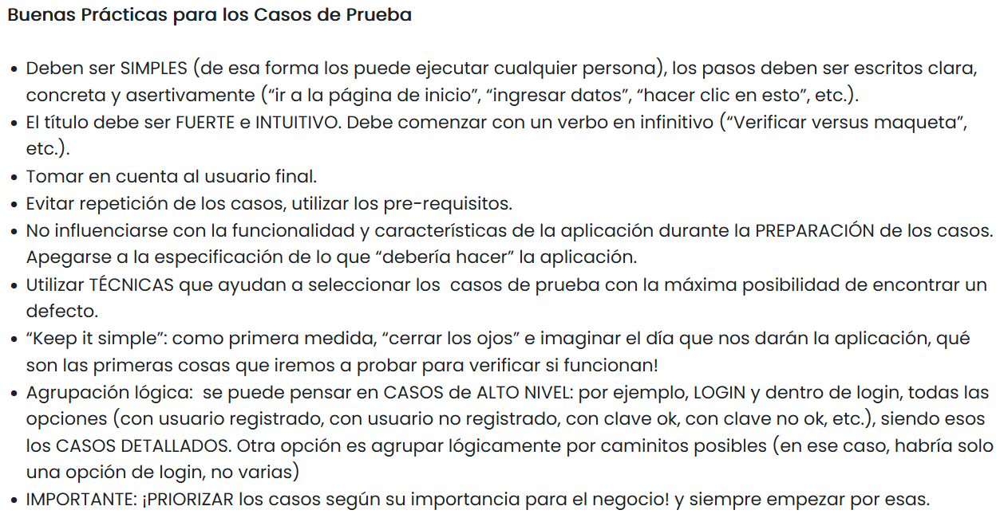 Buenas Prácticas para los Casos de Prueba
• Deben ser SIMPLES (de esa forma los puede ejecutar cualquier persona), los pasos deben ser escritos clara,
concreta y asertivamente (“ir a la página de inicio”, “ingresar datos”, “hacer clic en esto”, etc.).
• El título debe ser FUERTE e INTUITIVO. Debe comenzar con un verbo en infinitivo (“Verificar versus maqueta”,
etc.).
• Tomar en cuenta al usuario final.
• Evitar repetición de los casos, utilizar los pre-requisitos.
• No influenciarse con la funcionalidad y características de la aplicación durante la PREPARACIÓN de los casos.
Apegarse a la especificación de lo que “debería hacer” la aplicación.
• Utilizar TÉCNICAS que ayudan a seleccionar los  casos de prueba con la máxima posibilidad de encontrar un
defecto.
• “Keep it simple”: como primera medida, “cerrar los ojos” e imaginar el día que nos darán la aplicación, qué
son las primeras cosas que iremos a probar para verificar si funcionan!
• Agrupación lógica:  se puede pensar en CASOS de ALTO NIVEL: por ejemplo, LOGIN y dentro de login, todas las
opciones (con usuario registrado, con usuario no registrado, con clave ok, con clave no ok, etc.), siendo esos
los CASOS DETALLADOS. Otra opción es agrupar lógicamente por caminitos posibles (en ese caso, habría solo
una opción de login, no varias)
• IMPORTANTE: ¡PRIORIZAR los casos según su importancia para el negocio! y siempre empezar por esas.